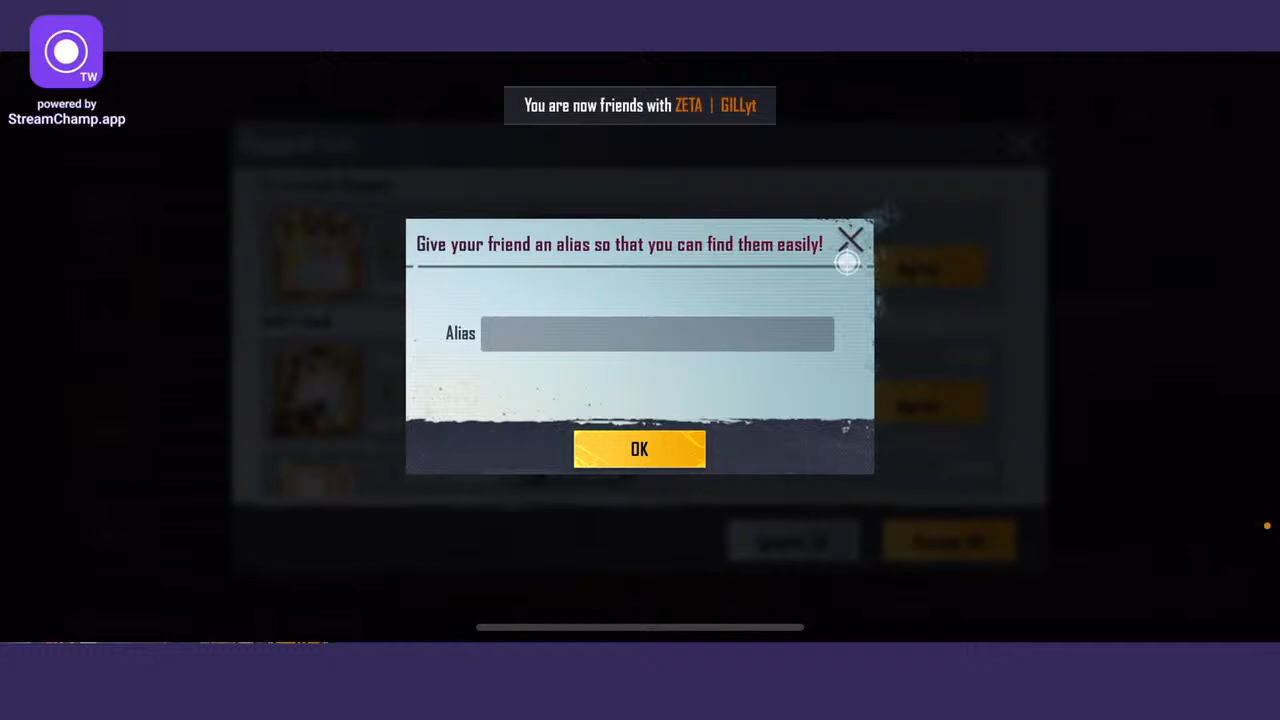 TW
powered by
StreamChamp.app
You are now friends with ZETA | GILLyt
Give your friend an alias so that you can find them easily!
Alias
OK